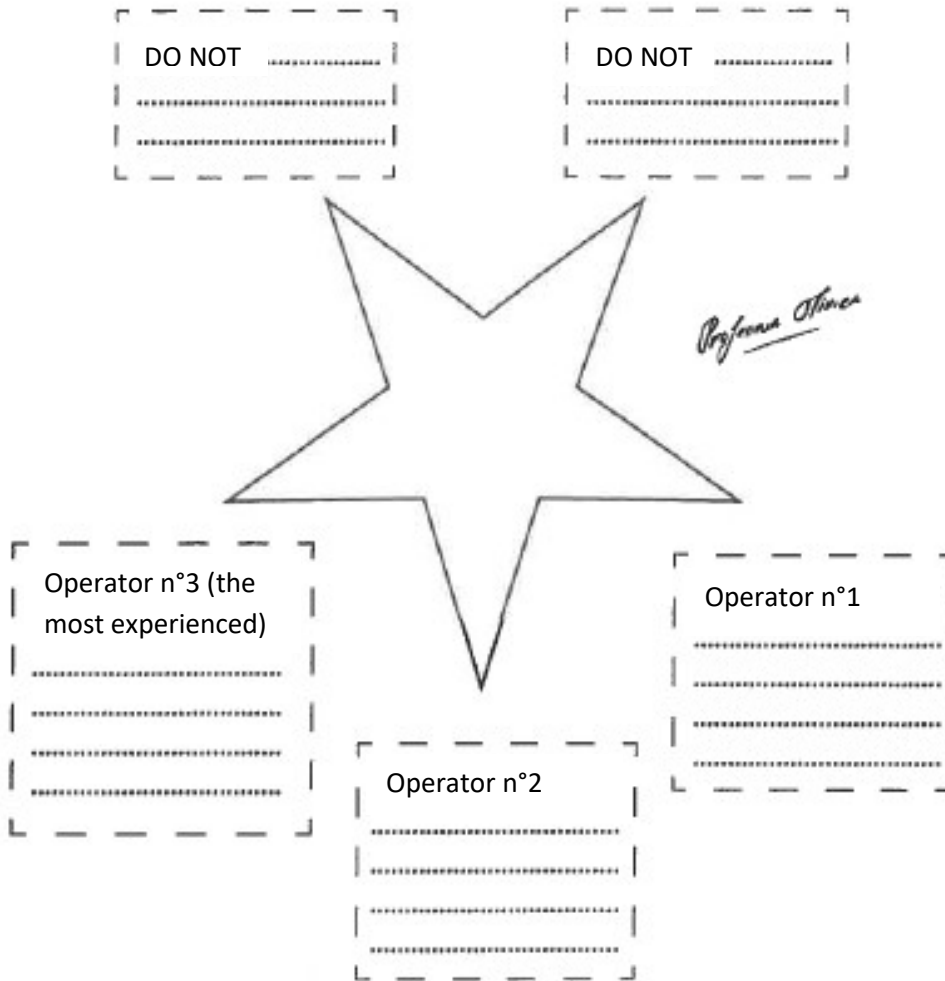 DO NOT
DO NOT
Operator n°3 (the
most experienced)
Operator n°1
Operator n°2